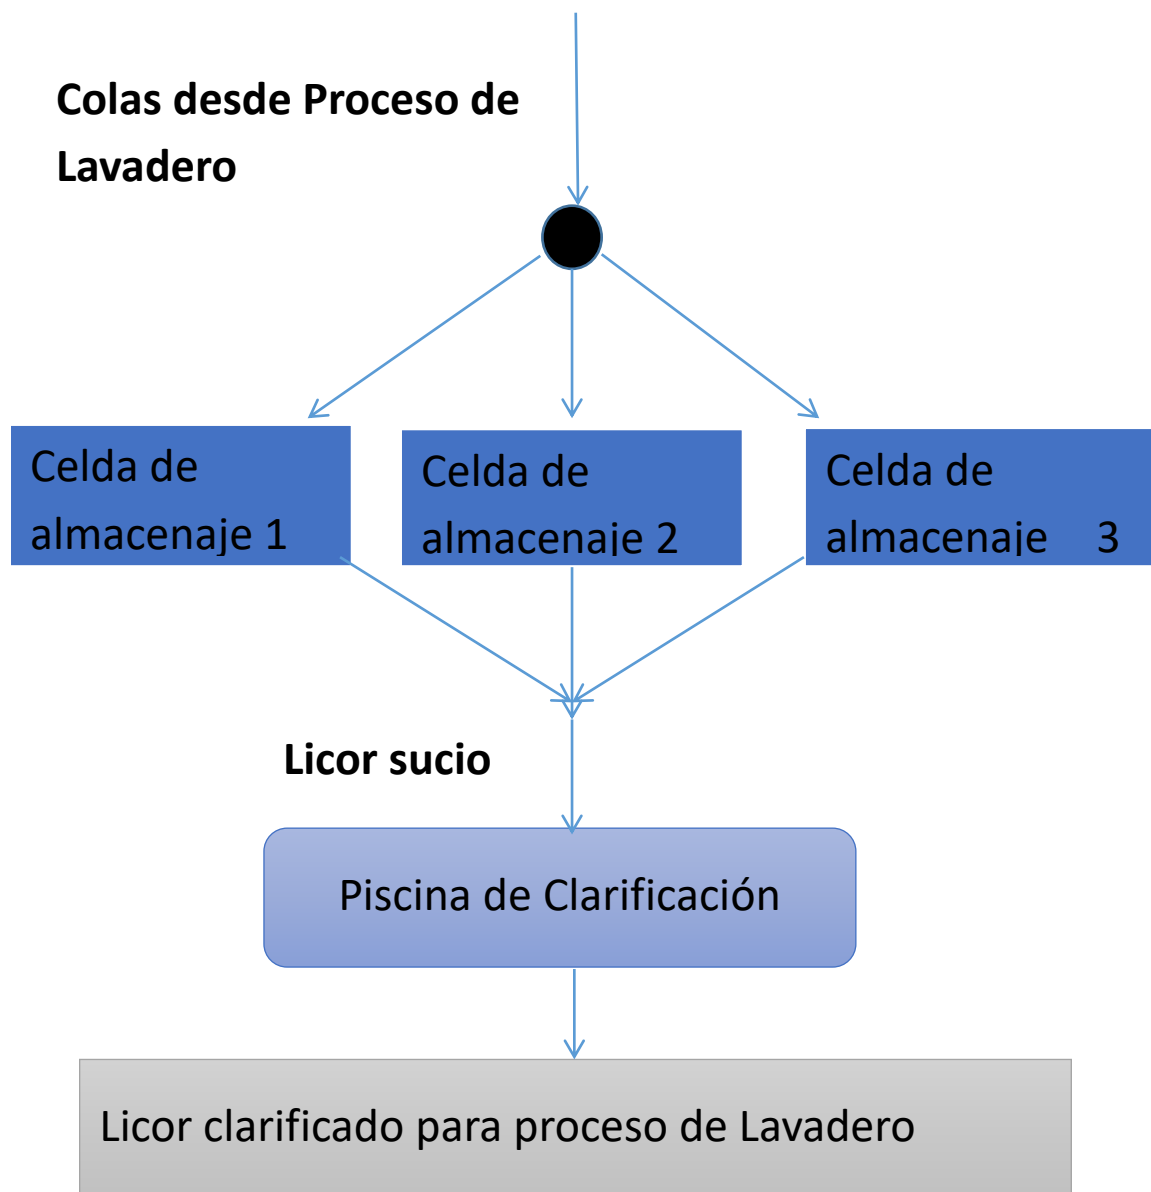 Colas desde Proceso de
Lavadero
Celda de
almacenaje 1
Celda de
almacenaje 2
Celda de
almacenaje 3
Licor sucio
Piscina de Clarificación
Licor clarificado para proceso de Lavadero